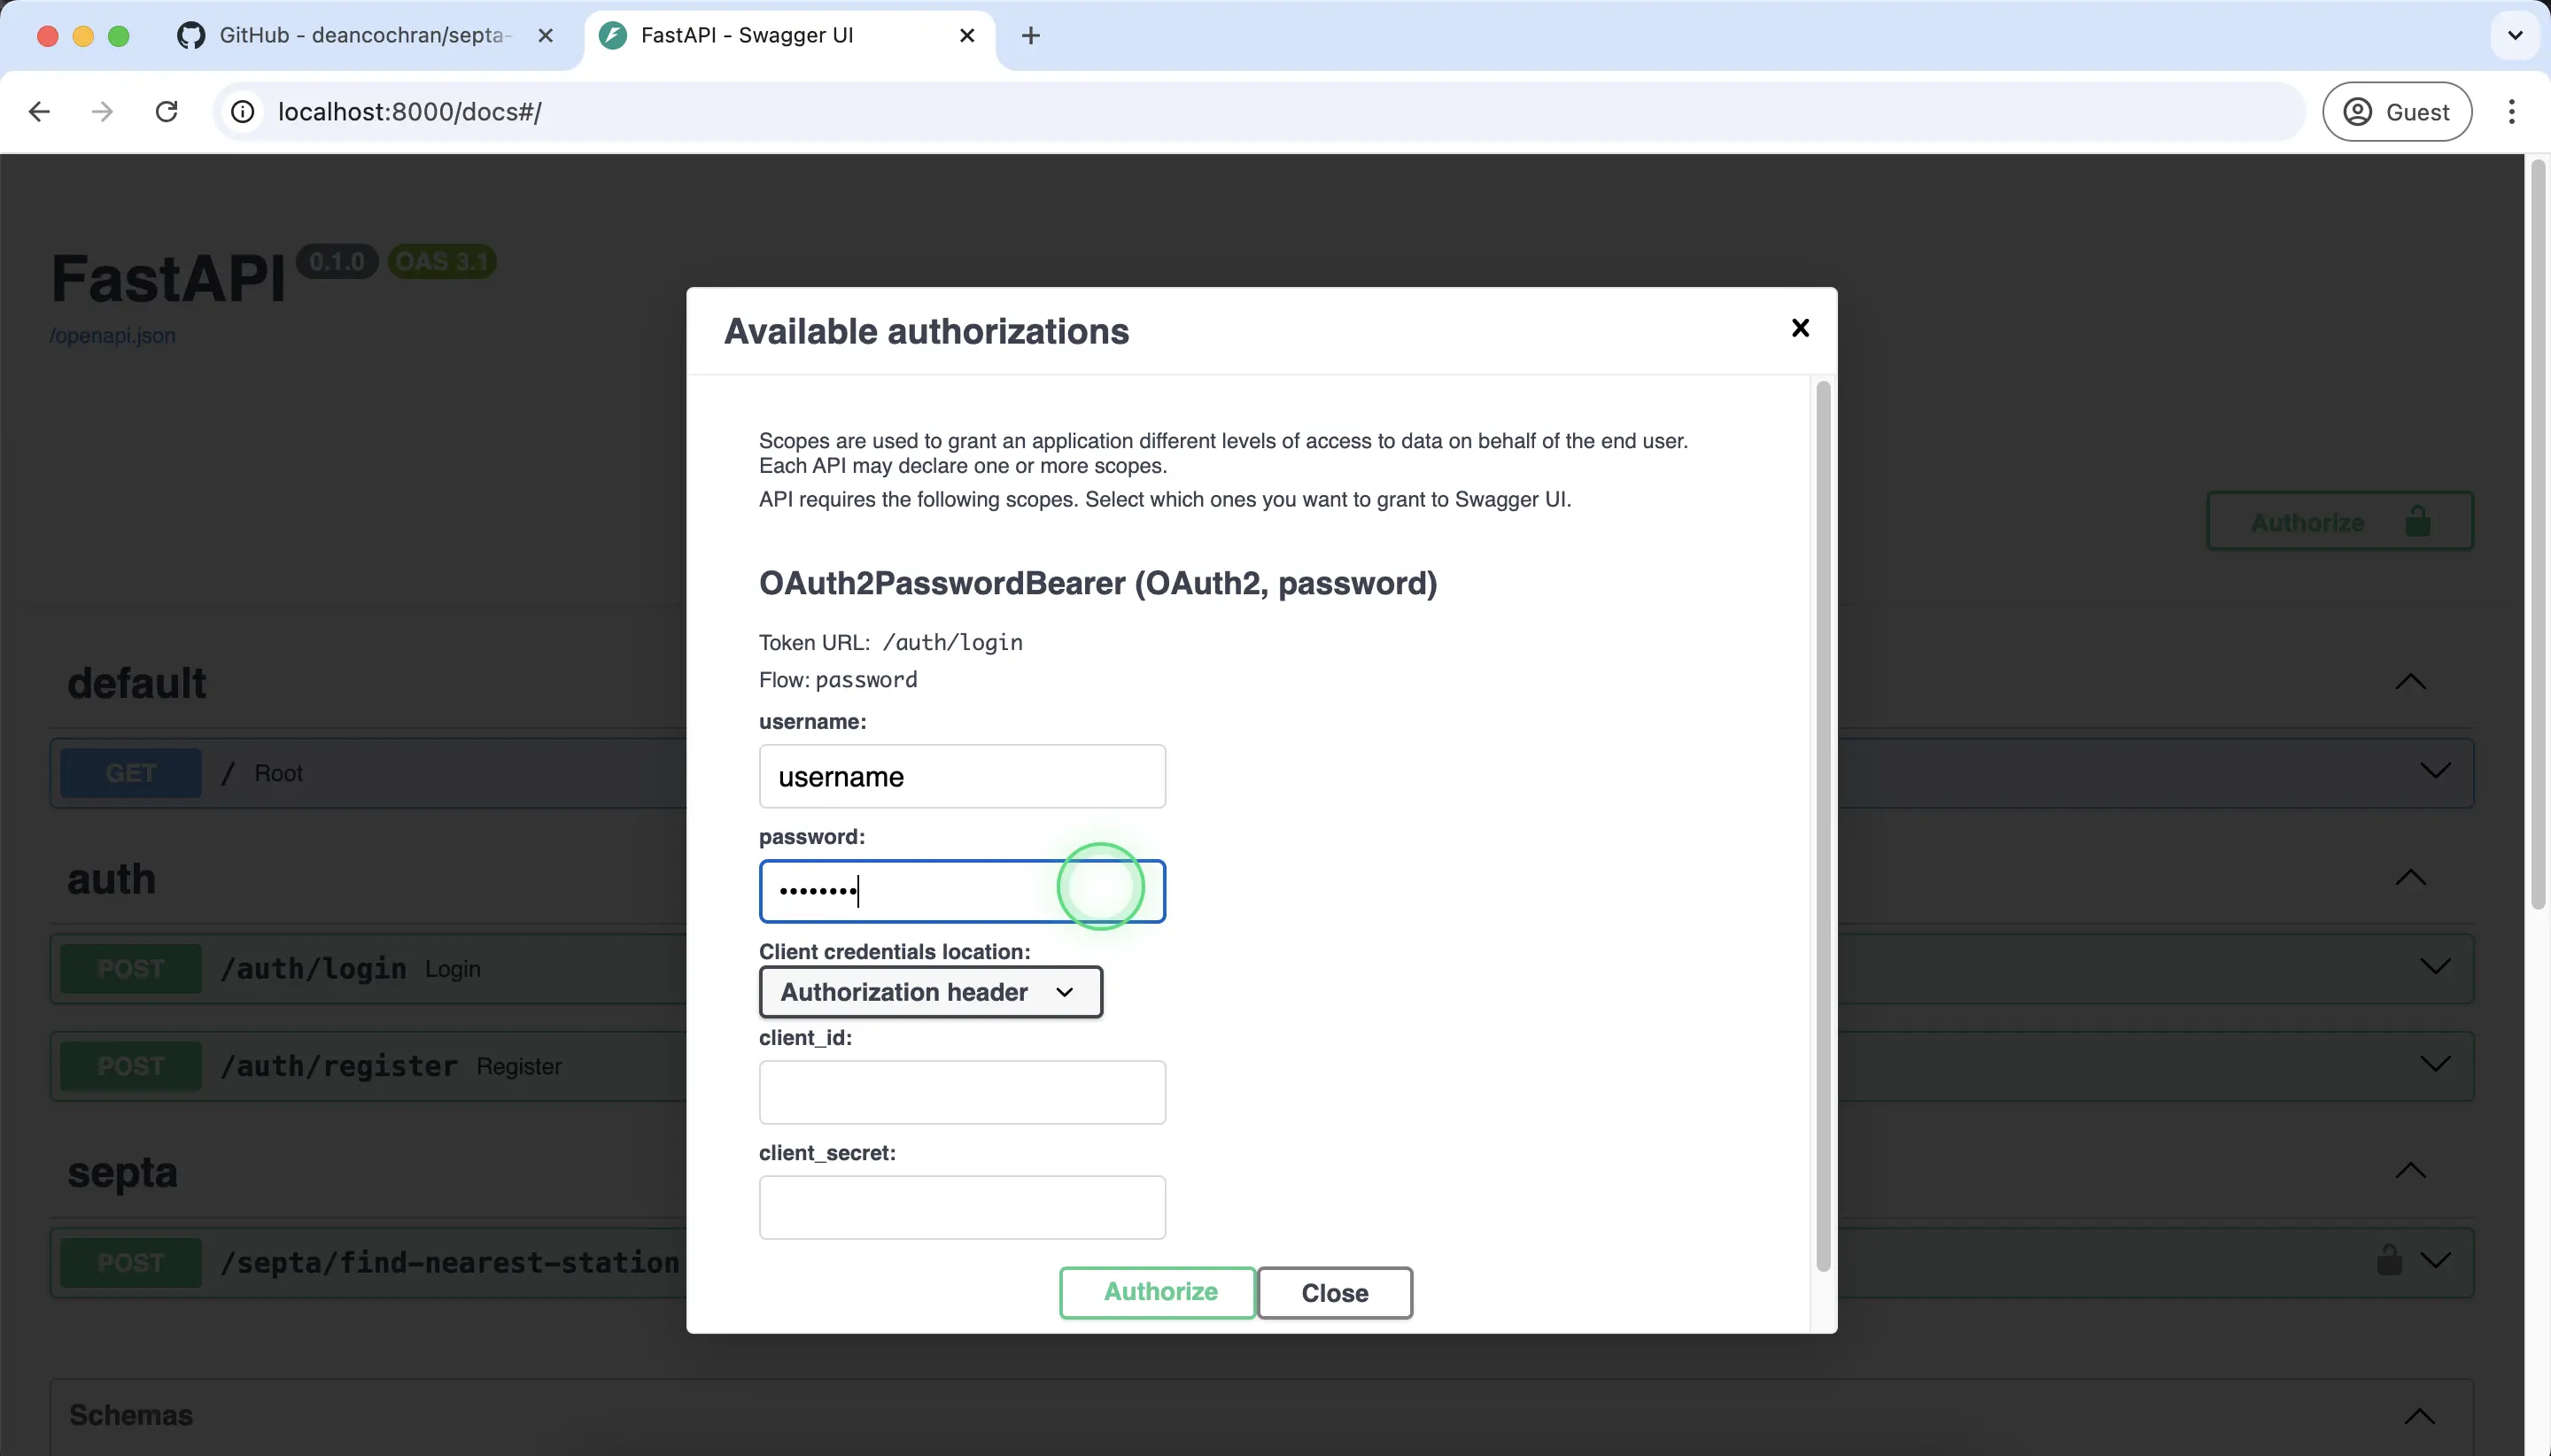 GitHub - deancochran/septa-
FastAPI - Swagger UI
localhost:8000/docs#/
Guest
FastAPI 0.1.0 OAS 3.1
/openapi.json
Authorize
Available authorizations
Scopes are used to grant an application different levels of access to data on behalf of the end user.
Each API may declare one or more scopes.
API requires the following scopes. Select which ones you want to grant to Swagger UI.
OAuth2PasswordBearer (OAuth2, password)
Token URL: /auth/login
Flow: password
username:
username
password:
••••••••
Client credentials location:
Authorization header
client_id:
client_secret:
Authorize
Close
default
GET / Root
auth
POST /auth/login Login
POST /auth/register Register
septa
POST /septa/find-nearest-station
Schemas